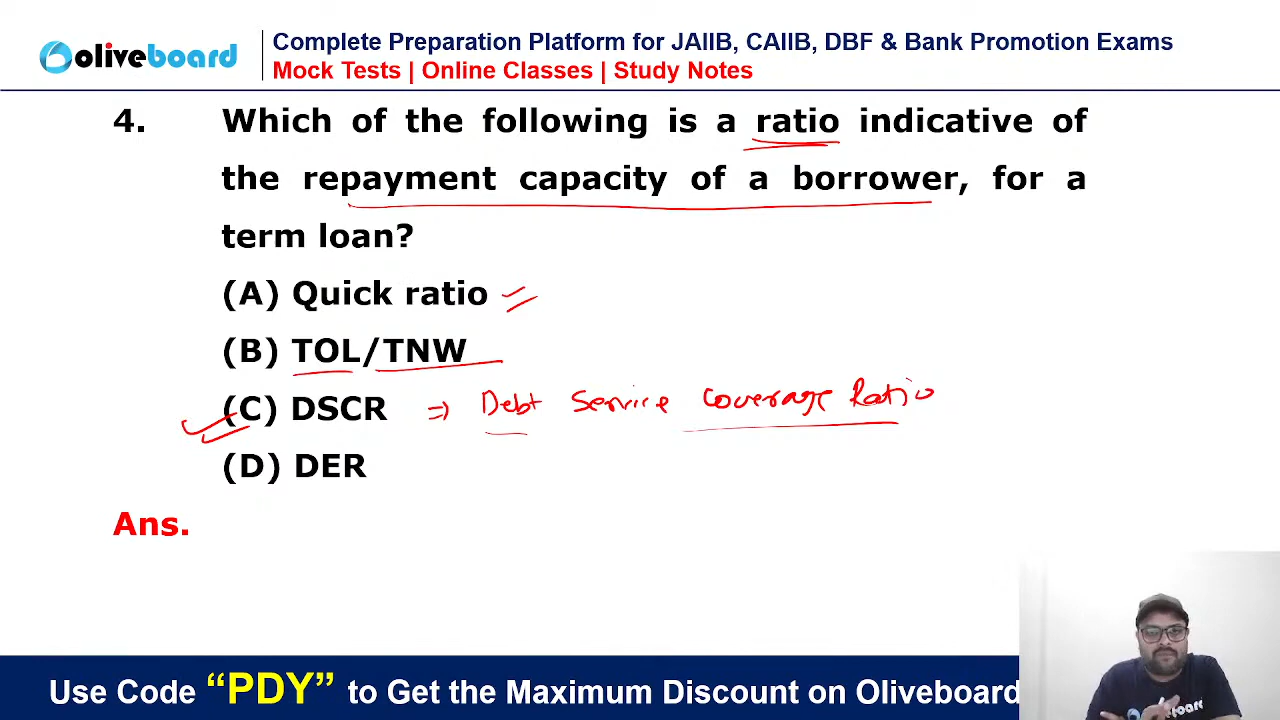 oliveboard
Complete Preparation Platform for JAIIB, CAIIB, DBF & Bank Promotion Exams
Mock Tests | Online Classes | Study Notes
4. Which of the following is a ratio indicative of
the repayment capacity of a borrower, for a
term loan?
(A) Quick ratio
(B) TOL/TNW
(C) DSCR ⇒ Debt Service Coverage Ratio
(D) DER
Ans.
Use Code “PDY” to Get the Maximum Discount on Oliveboard
oliveboard